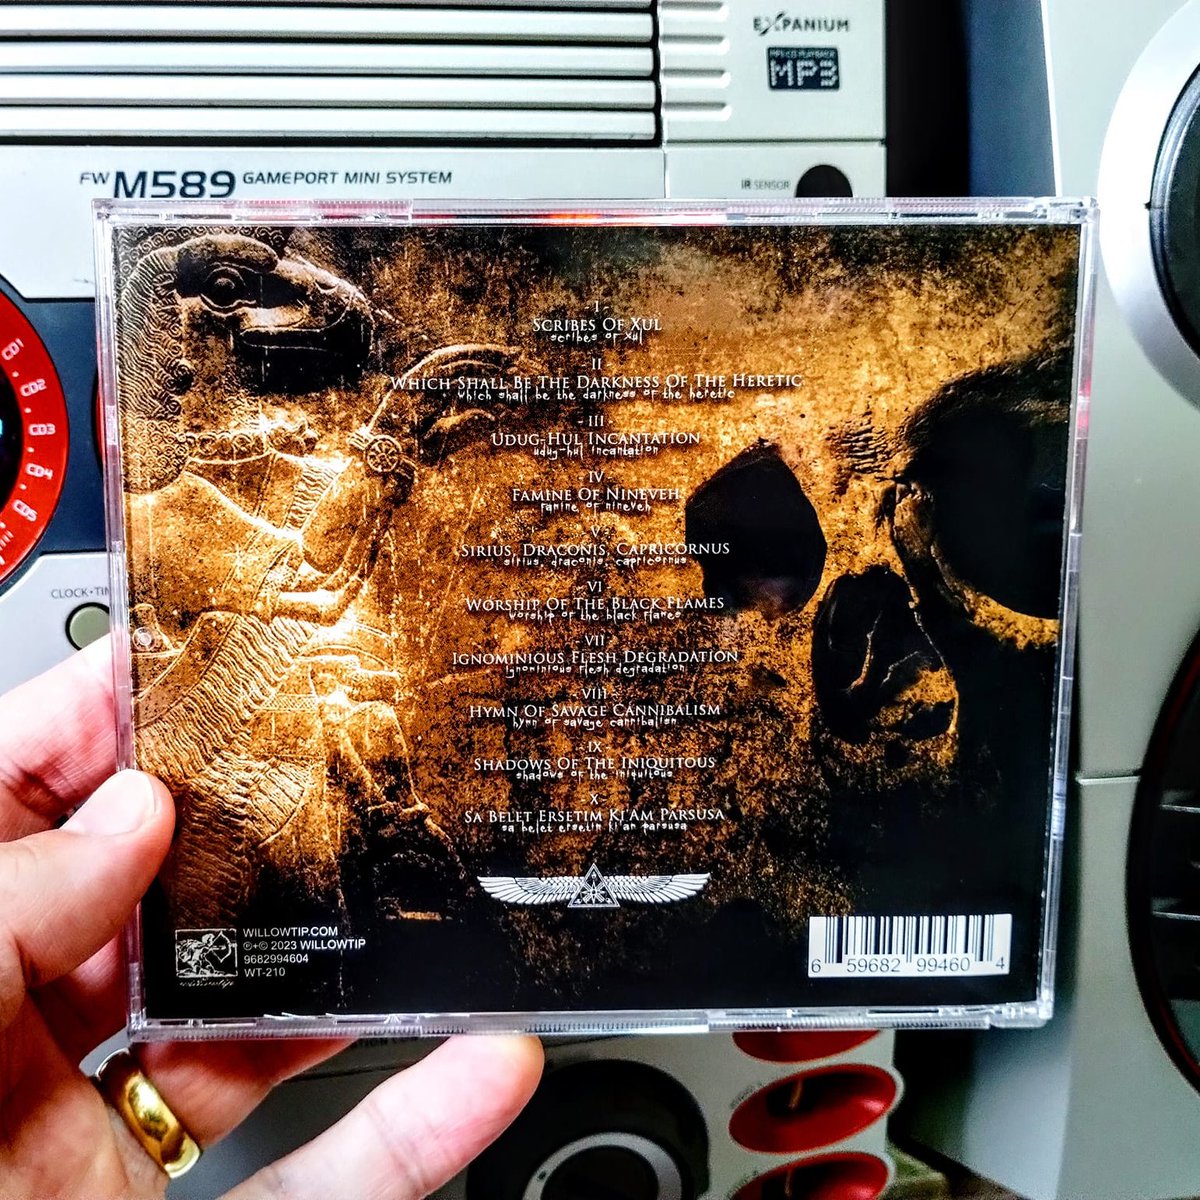 EXPANIUM
MP3-CD PLAYBACK
MP3
FW M589 GAMEPORT MINI SYSTEM
IR SENSOR
CD1
CD2
CD3
CD4
CD5
- I -
Scribes Of Xul
scribes of xul
II
Which Shall Be The Darkness Of The Heretic
which shall be the darkness of the heretic
- III -
Udug-Hul Incantation
udug-hul incantation
IV
Famine Of Nineveh
famine of nineveh
V
Sirius, Draconis, Capricornus
sirius, draconis, capricornus
VI
Worship Of The Black Flames
worship of the black flames
VII
Ignominious Flesh Degradation
ignominious flesh degradation
- VIII -
Hymn Of Savage Cannibalism
hymn of savage cannibalism
IX
Shadows Of The Iniquitous
shadows of the iniquitous
- X -
Sa Belet Ersetim Ki'Am Parsusa
sa belet ersetim ki'am parsusa
WILLOWTIP.COM
℗+© 2023 WILLOWTIP
9682994604
WT-210
willowtip
6 59682 99460 4
CLOCK•TIM